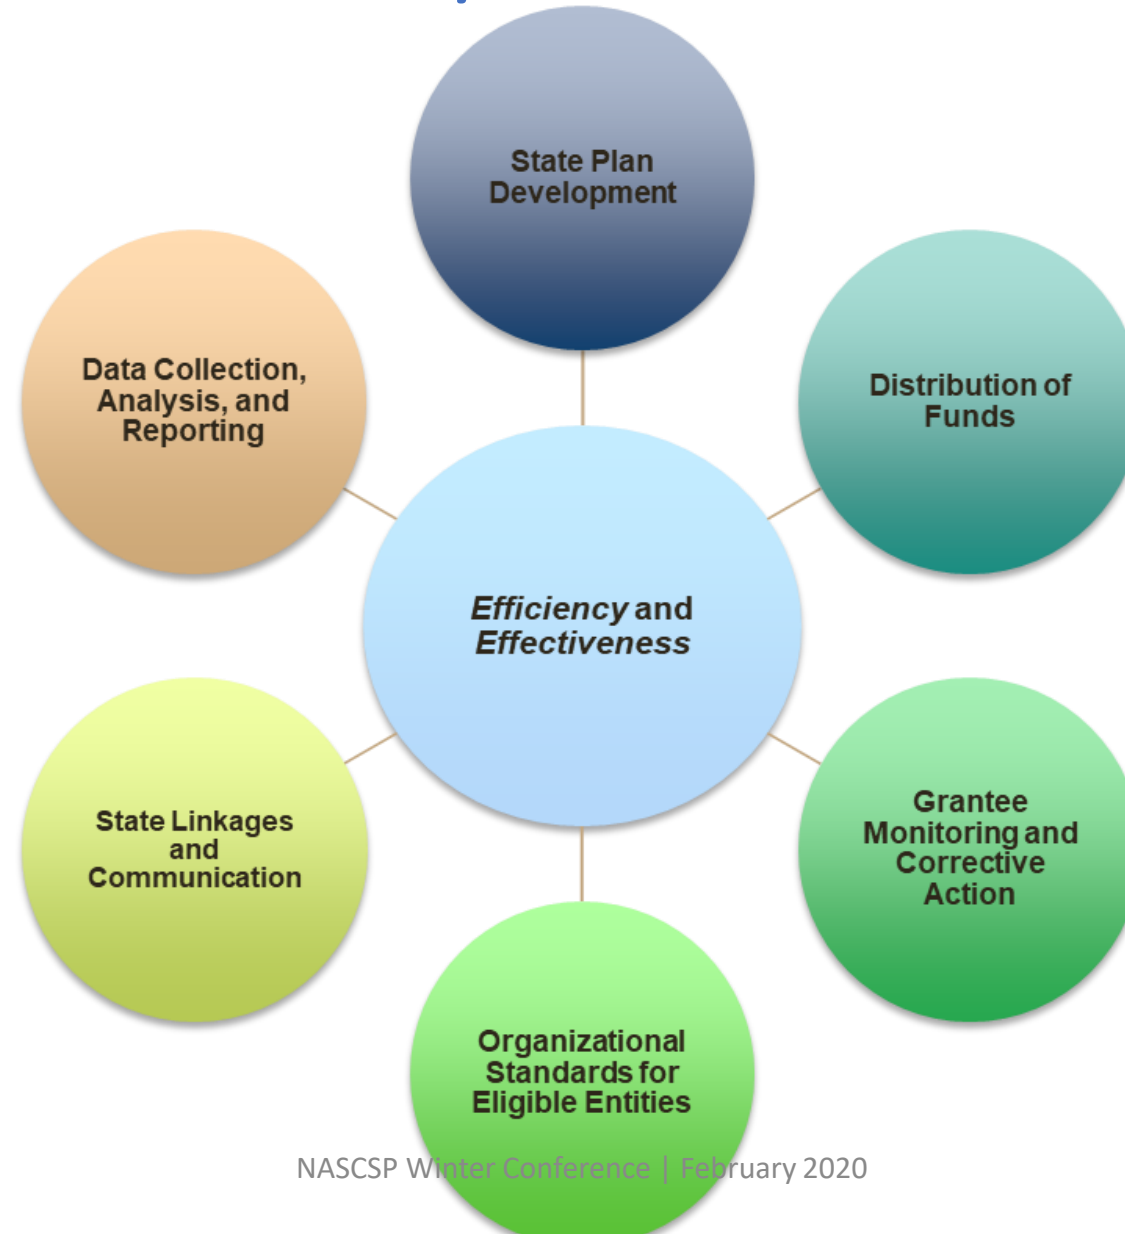 State Plan
Development
Data Collection,
Analysis, and
Reporting
Distribution of
Funds
Efficiency and
Effectiveness
State Linkages
and
Communication
Grantee
Monitoring and
Corrective
Action
Organizational
Standards for
Eligible Entities
NASCSP Winter Conference | February 2020